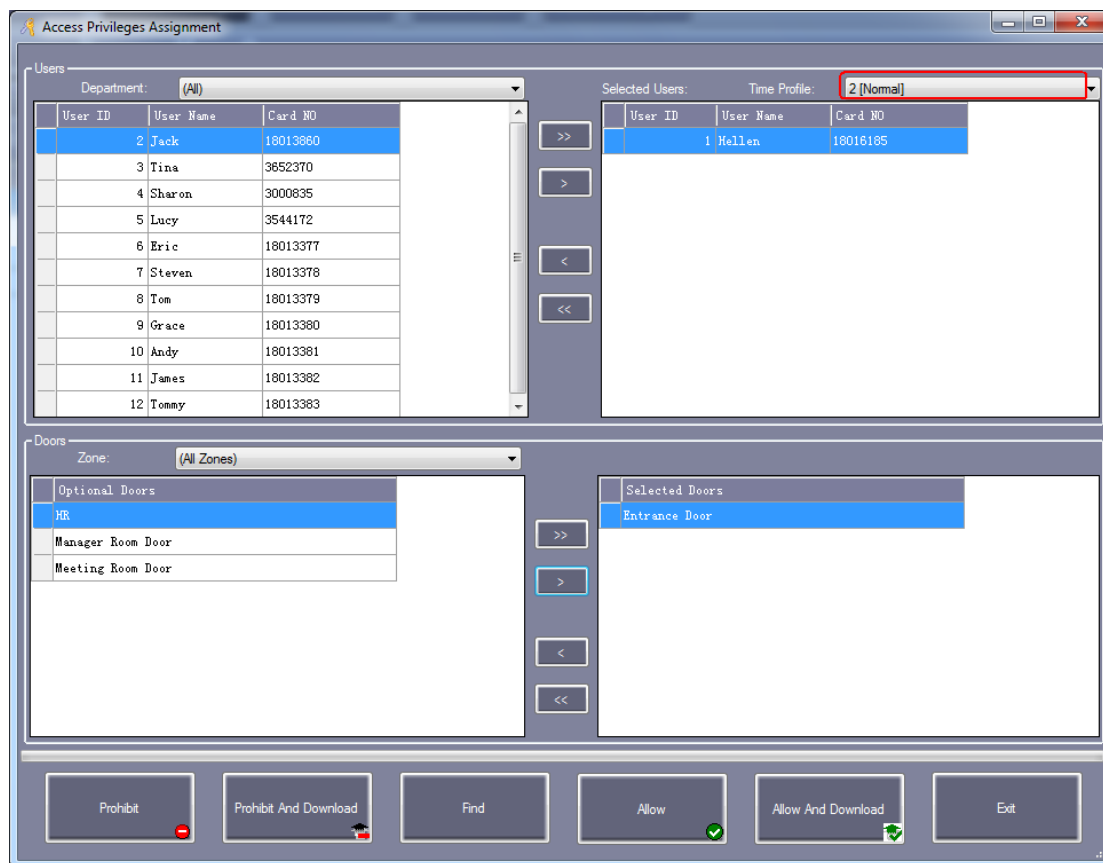 Access Privileges Assignment
Users
Department: (All)
Selected Users: Time Profile: 2 [Normal]
User ID User Name Card NO
2 Jack 18013860
3 Tina 3652370
4 Sharon 3000835
5 Lucy 3544172
6 Eric 18013377
7 Steven 18013378
8 Tom 18013379
9 Grace 18013380
10 Andy 18013381
11 James 18013382
12 Tommy 18013383
>>
>
<
<<
User ID User Name Card NO
1 Hellen 18016185
Doors
Zone: (All Zones)
Optional Doors
HR
Manager Room Door
Meeting Room Door
>>
>
<
<<
Selected Doors
Entrance Door
Prohibit
Prohibit And Download
Find
Allow
Allow And Download
Exit